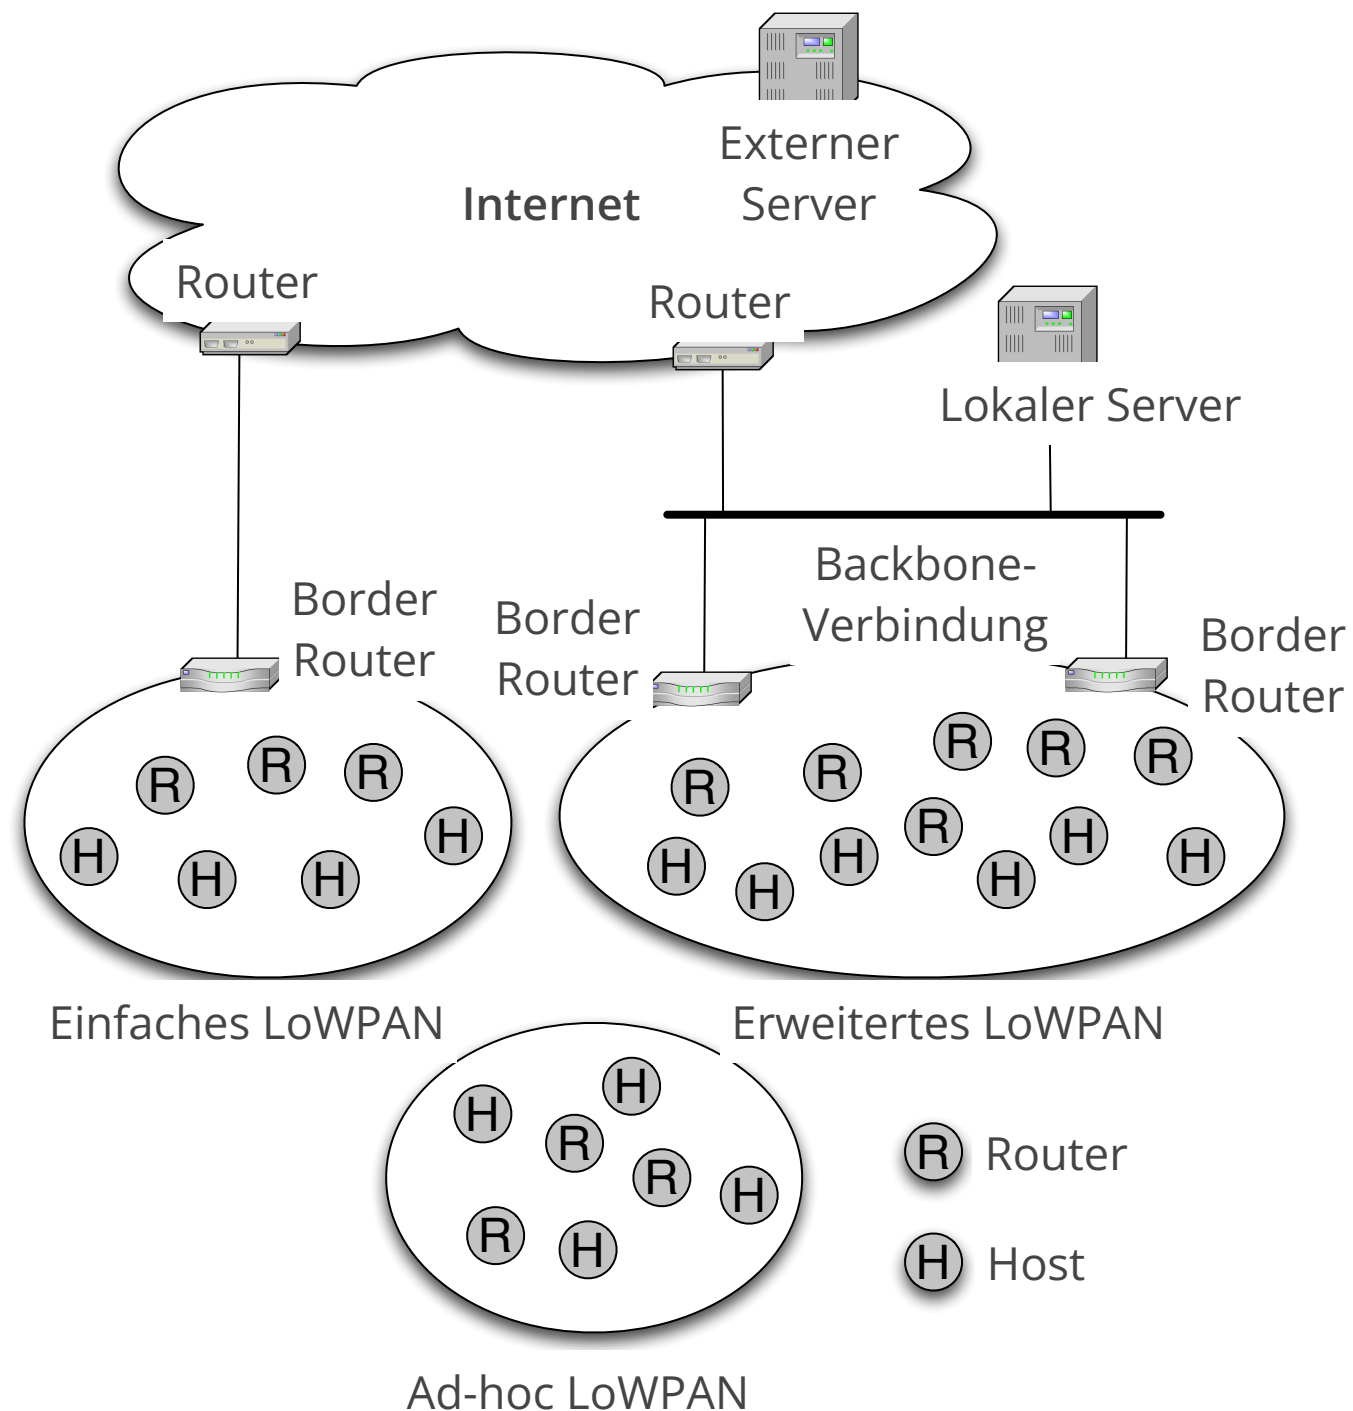 Externer
Server
Internet
Router
Router
Lokaler Server
Backbone-
Verbindung
Border
Router
Border
Router
Border
Router
R
R
R
H
H
H
H
R
R
R
R
R
R
H
H
H
H
H
H
Einfaches LoWPAN
Erweitertes LoWPAN
H
H
R
R
H
R
H
R Router
H Host
Ad-hoc LoWPAN